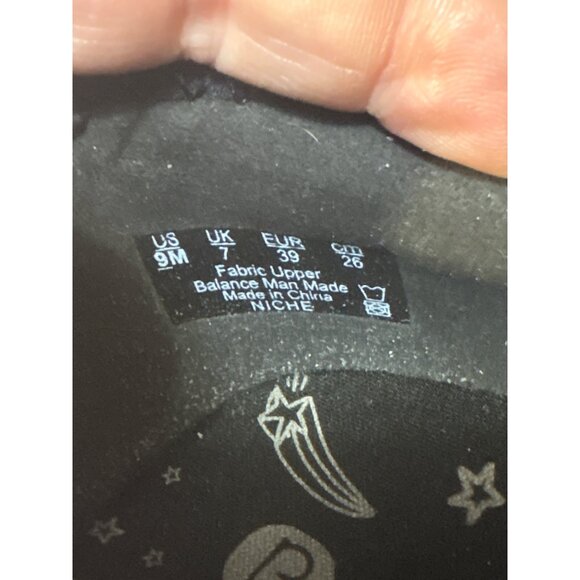 US UK EUR cm
9M 7 39 26
Fabric Upper
Balance Man Made
Made in China
NICHE